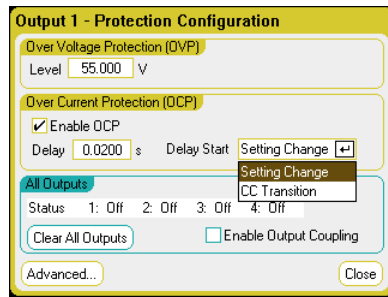 Output 1 - Protection Configuration
Over Voltage Protection (OVP)
Level 55.000 V
Over Current Protection (OCP)
Enable OCP
Delay 0.0200 s Delay Start Setting Change
Setting Change
CC Transition
All Outputs
Status 1: Off 2: Off 3: Off 4: Off
Clear All Outputs Enable Output Coupling
Advanced... Close